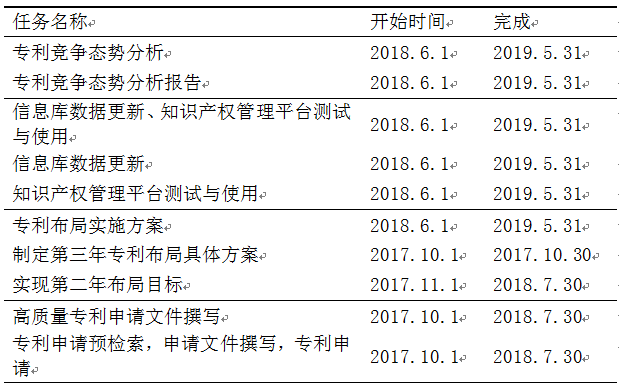 任务名称 开始时间 完成
专利竞争态势分析 2018.6.1 2019.5.31
专利竞争态势分析报告 2018.6.1 2019.5.31
信息库数据更新、知识产权管理平台测试
与使用 2018.6.1 2019.5.31
信息库数据更新 2018.6.1 2019.5.31
知识产权管理平台测试与使用 2018.6.1 2019.5.31
专利布局实施方案 2018.6.1 2019.5.31
制定第三年专利布局具体方案 2017.10.1 2017.10.30
实现第二年布局目标 2017.11.1 2018.7.30
高质量专利申请文件撰写 2017.10.1 2018.7.30
专利申请预检索，申请文件撰写，专利申
请 2017.10.1 2018.7.30